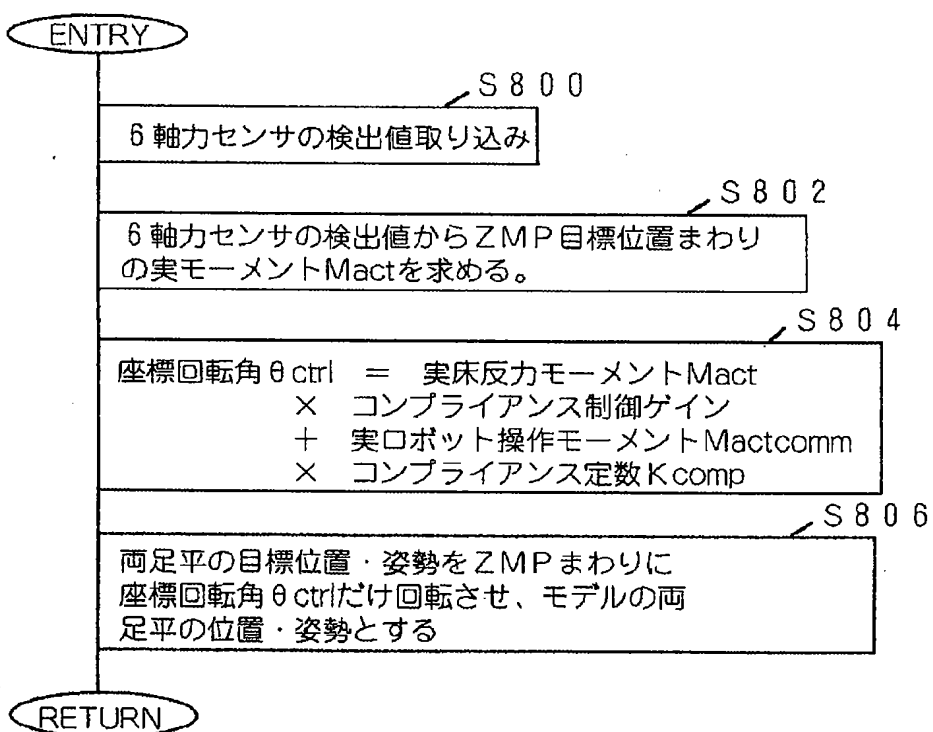 ENTRY
S800
6軸力センサの検出値取り込み
S802
6軸力センサの検出値からZMP目標位置まわり
の実モーメントMactを求める。
S804
座標回転角θctrl = 実床反力モーメントMact
× コンプライアンス制御ゲイン
+ 実ロボット操作モーメントMactcomm
× コンプライアンス定数Kcomp
S806
両足平の目標位置・姿勢をZMPまわりに
座標回転角θctrlだけ回転させ、モデルの両
足平の位置・姿勢とする
RETURN